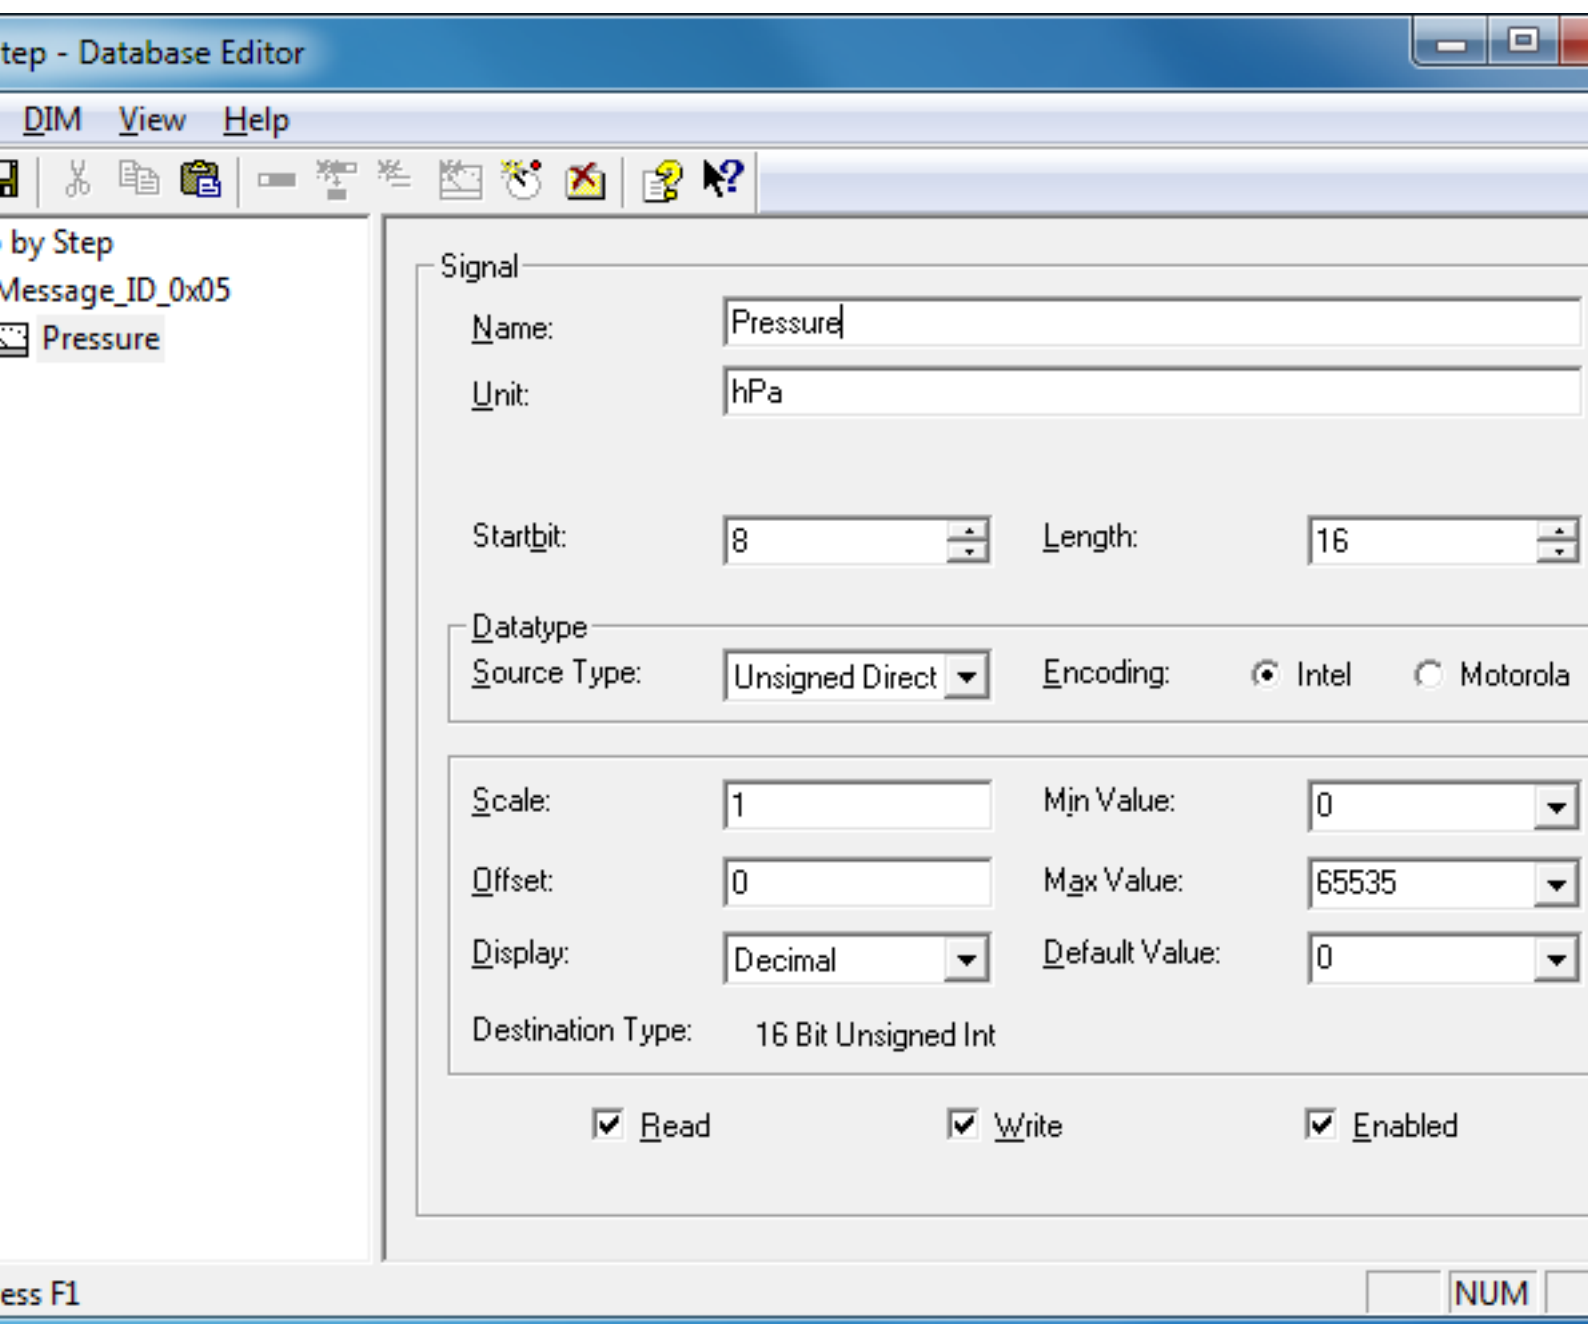 tep - Database Editor
DIM View Help
by Step
Message_ID_0x05
Pressure
Signal
Name: Pressure
Unit: hPa
Startbit: 8 Length: 16
Datatype
Source Type: Unsigned Direct Encoding: Intel Motorola
Scale: 1 Min Value: 0
Offset: 0 Max Value: 65535
Display: Decimal Default Value: 0
Destination Type: 16 Bit Unsigned Int
Read Write Enabled
ess F1 NUM